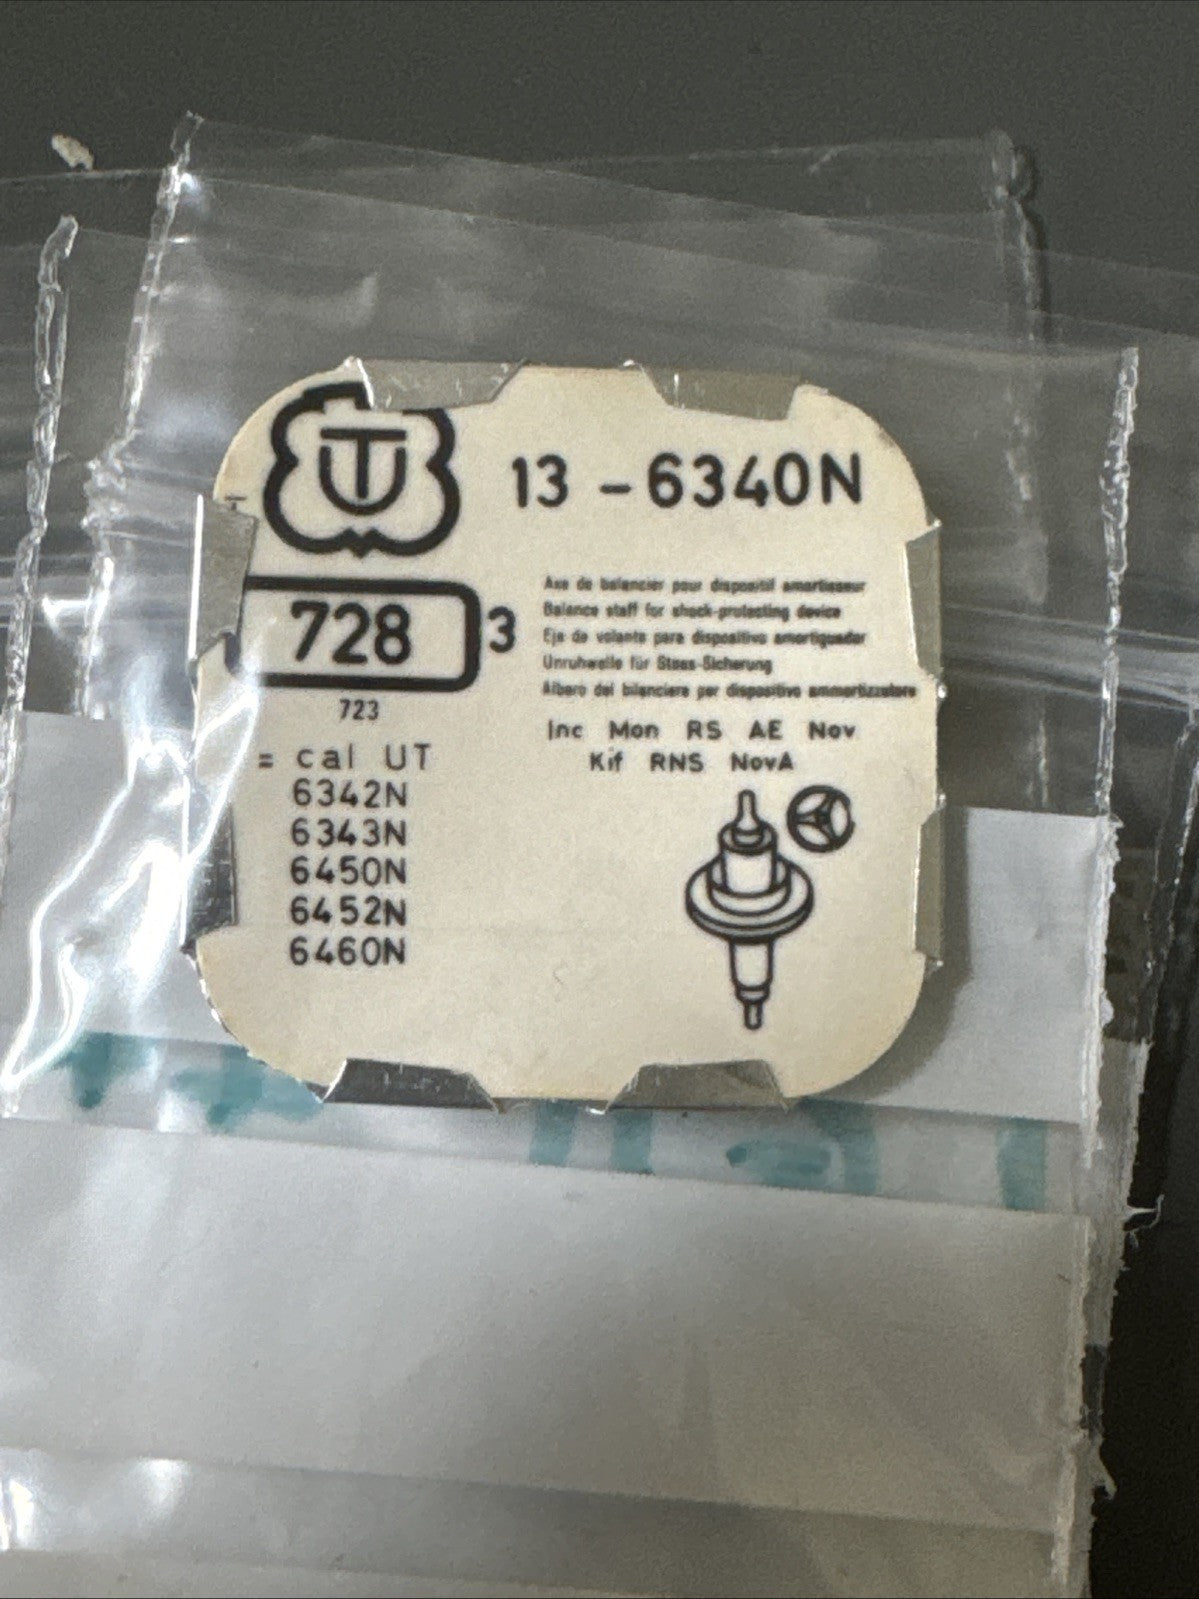 UT
13 - 6340N
728 3
723
= cal UT
6342N
6343N
6450N
6452N
6460N
Axe de balancier pour dispositif amortisseur
Balance staff for shock-protecting device
Eje de volante para dispositivo amortiguador
Unruhwelle für Stoss-Sicherung
Albero del bilanciere per dispositivo ammortizzatore
Inc Mon RS AE Nov
Kif RNS NovA